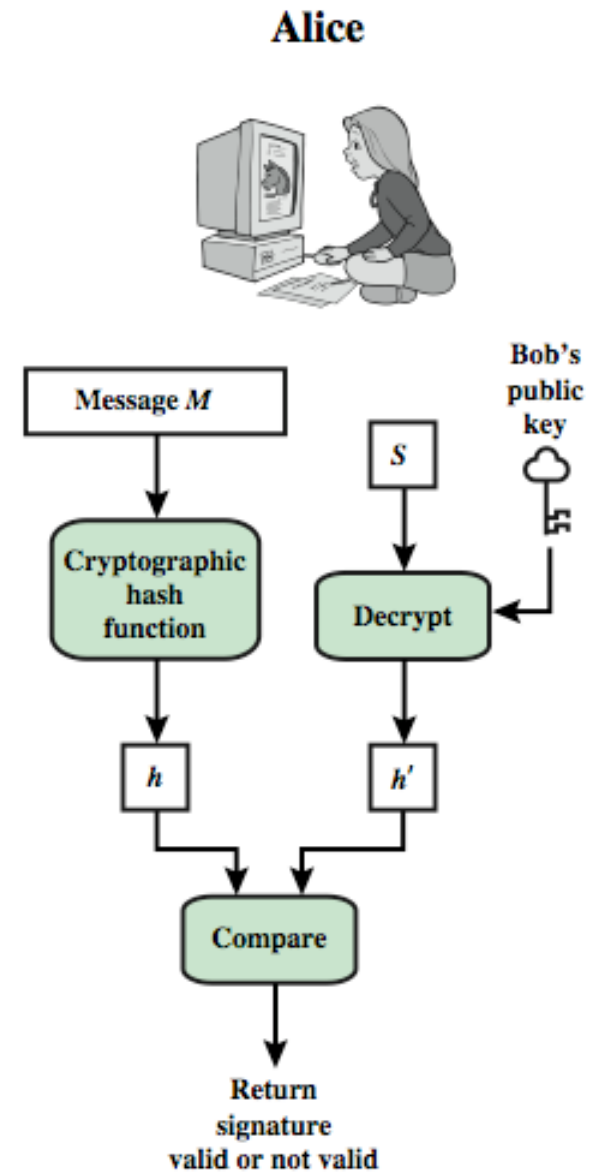 Alice
Bob's
public
key
Message M
S
Cryptographic
hash
function
Decrypt
h
h′
Compare
Return
signature
valid or not valid